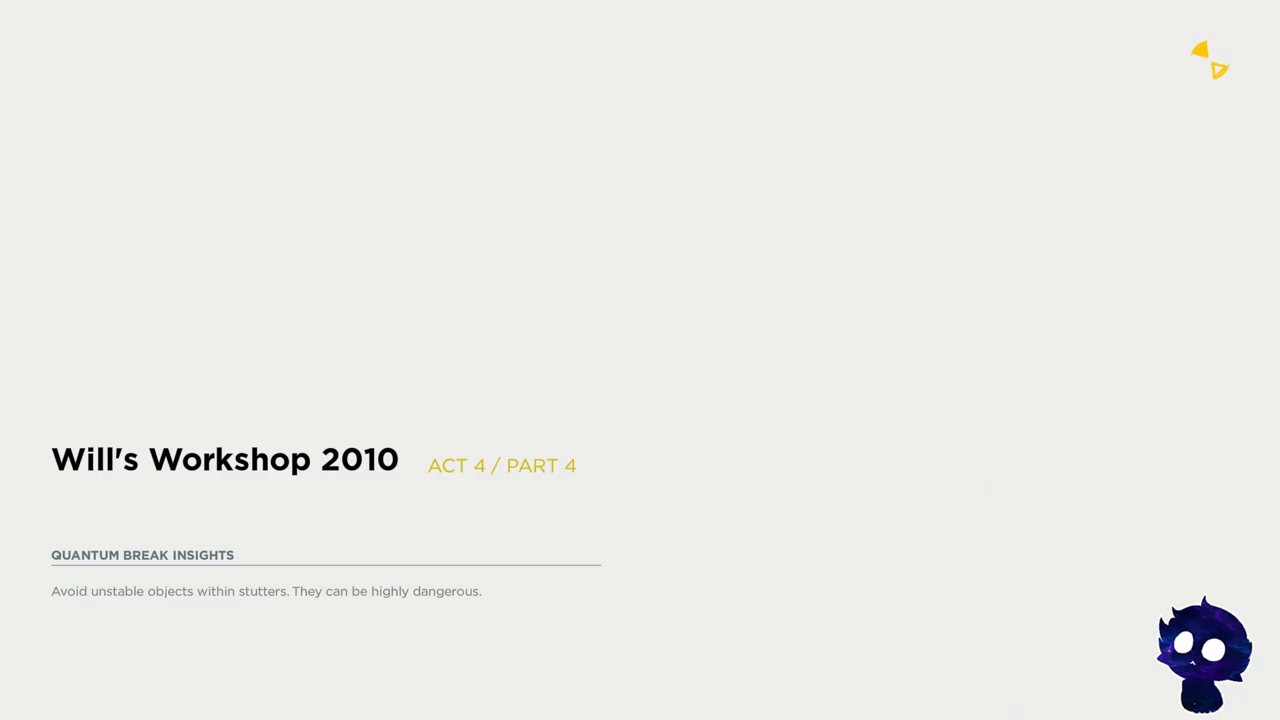 Will's Workshop 2010 ACT 4 / PART 4
QUANTUM BREAK INSIGHTS
Avoid unstable objects within stutters. They can be highly dangerous.